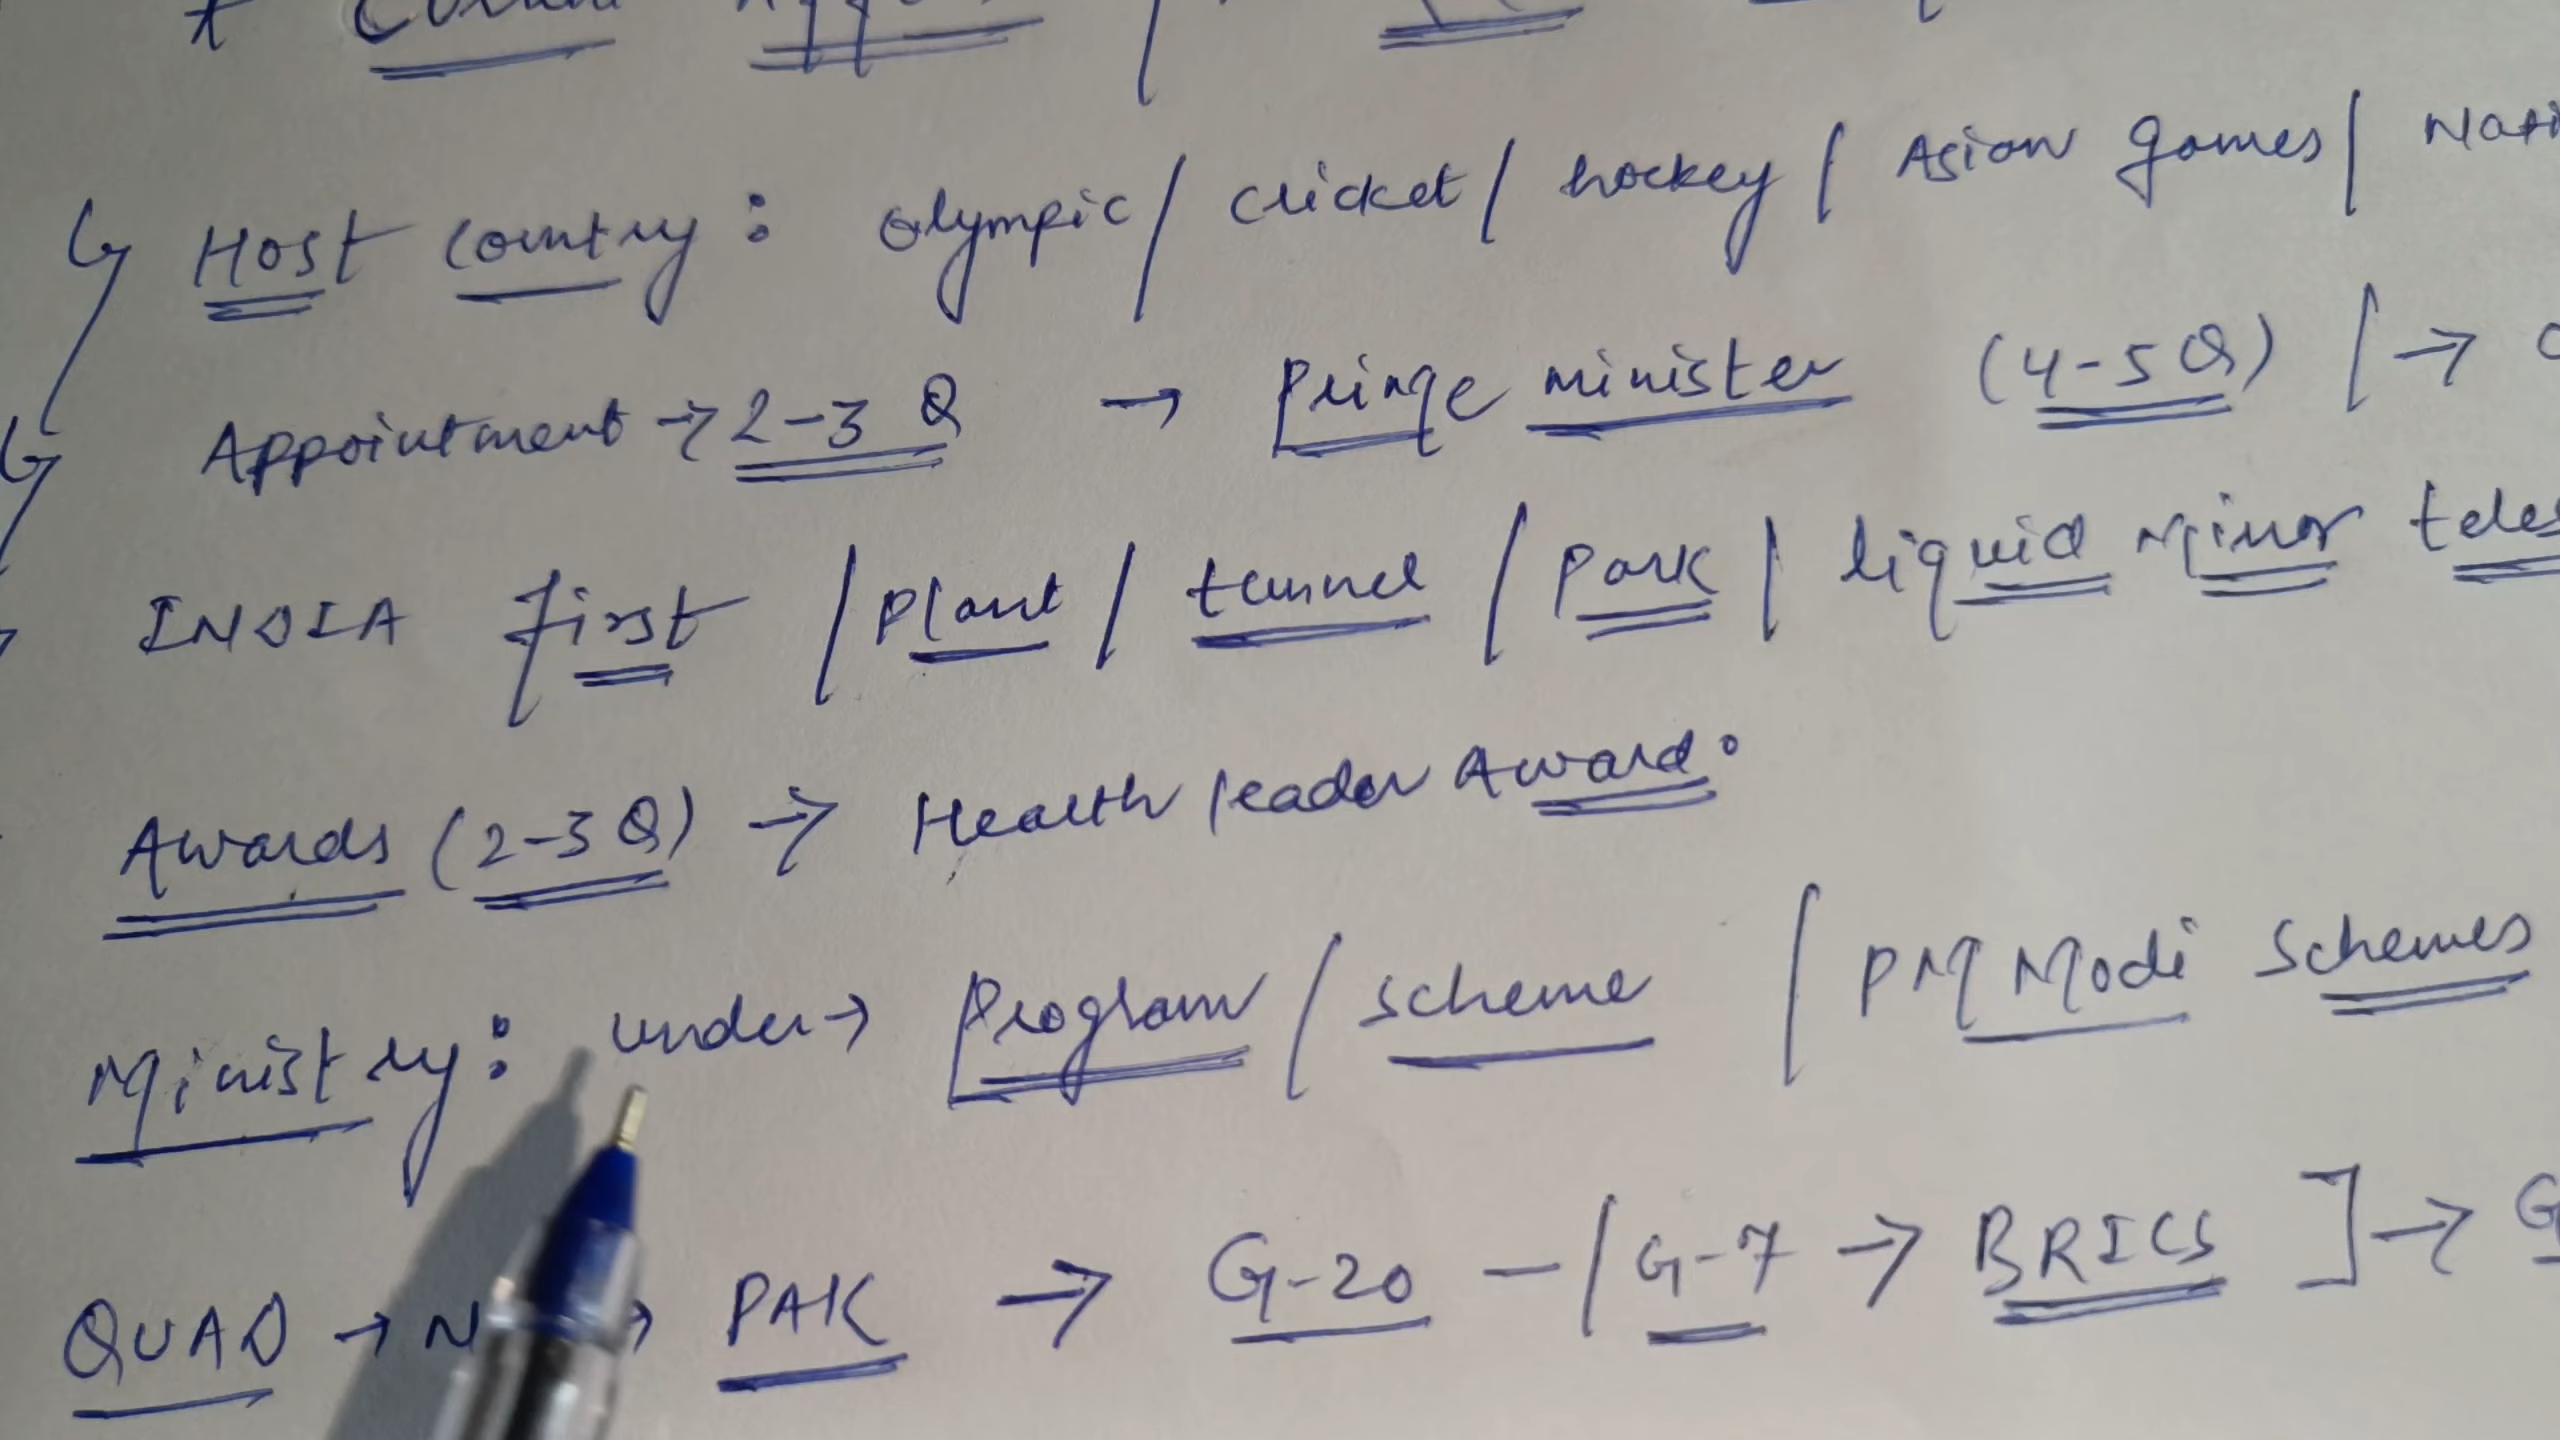 * Current Affairs /
Host Country : Olympic / cricket / hockey / Asian Games /
Appointment → 2-3 Q → Prime minister (4-5 Q) / →
INDIA First / Plant / tunnel / Park / liquid Mirror
Awards (2-3 Q) → Health leader Award.
Ministry : under → Program / scheme / PM Modi Schemes
QUAD → → PAK → G-20 - / G-7 → BRICS ] → G